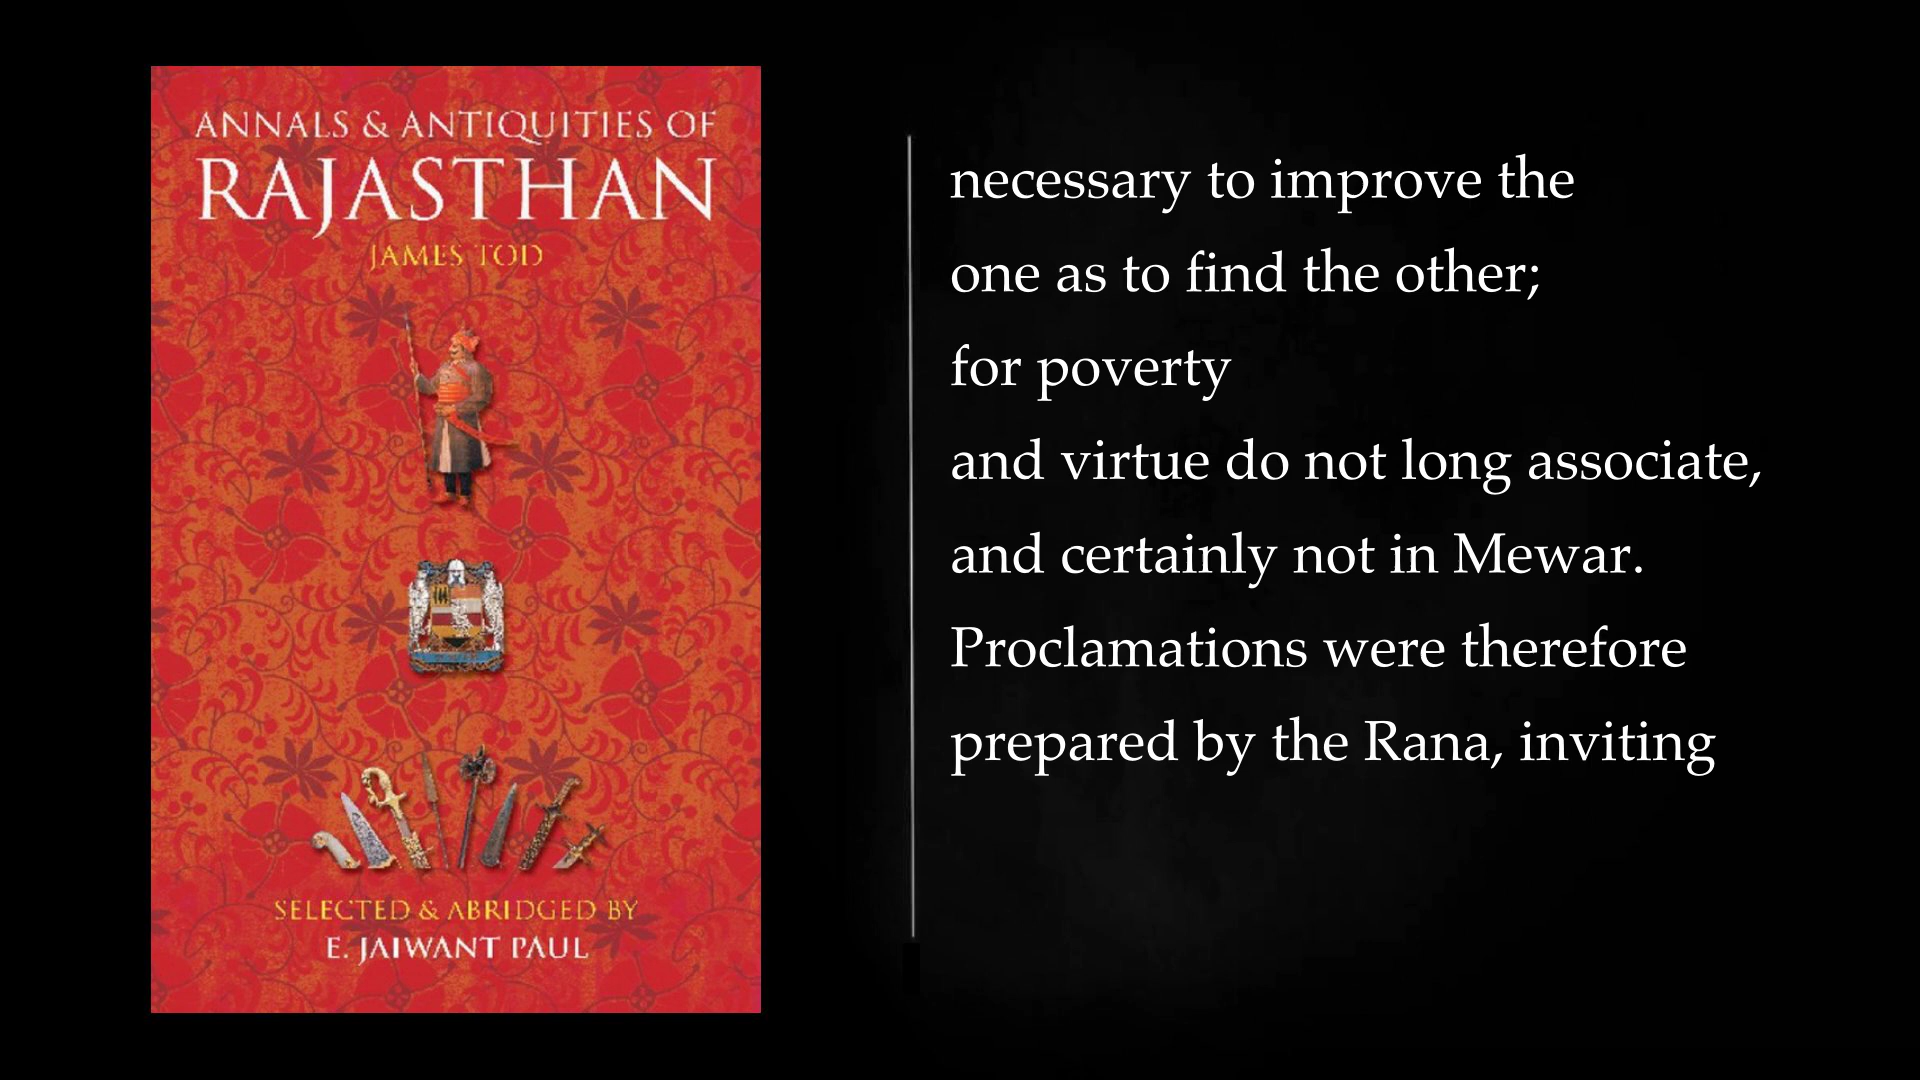 ANNALS & ANTIQUITIES OF
RAJASTHAN
JAMES TOD
SELECTED & ABRIDGED BY
E. JAIWANT PAUL
necessary to improve the
one as to find the other;
for poverty
and virtue do not long associate,
and certainly not in Mewar.
Proclamations were therefore
prepared by the Rana, inviting